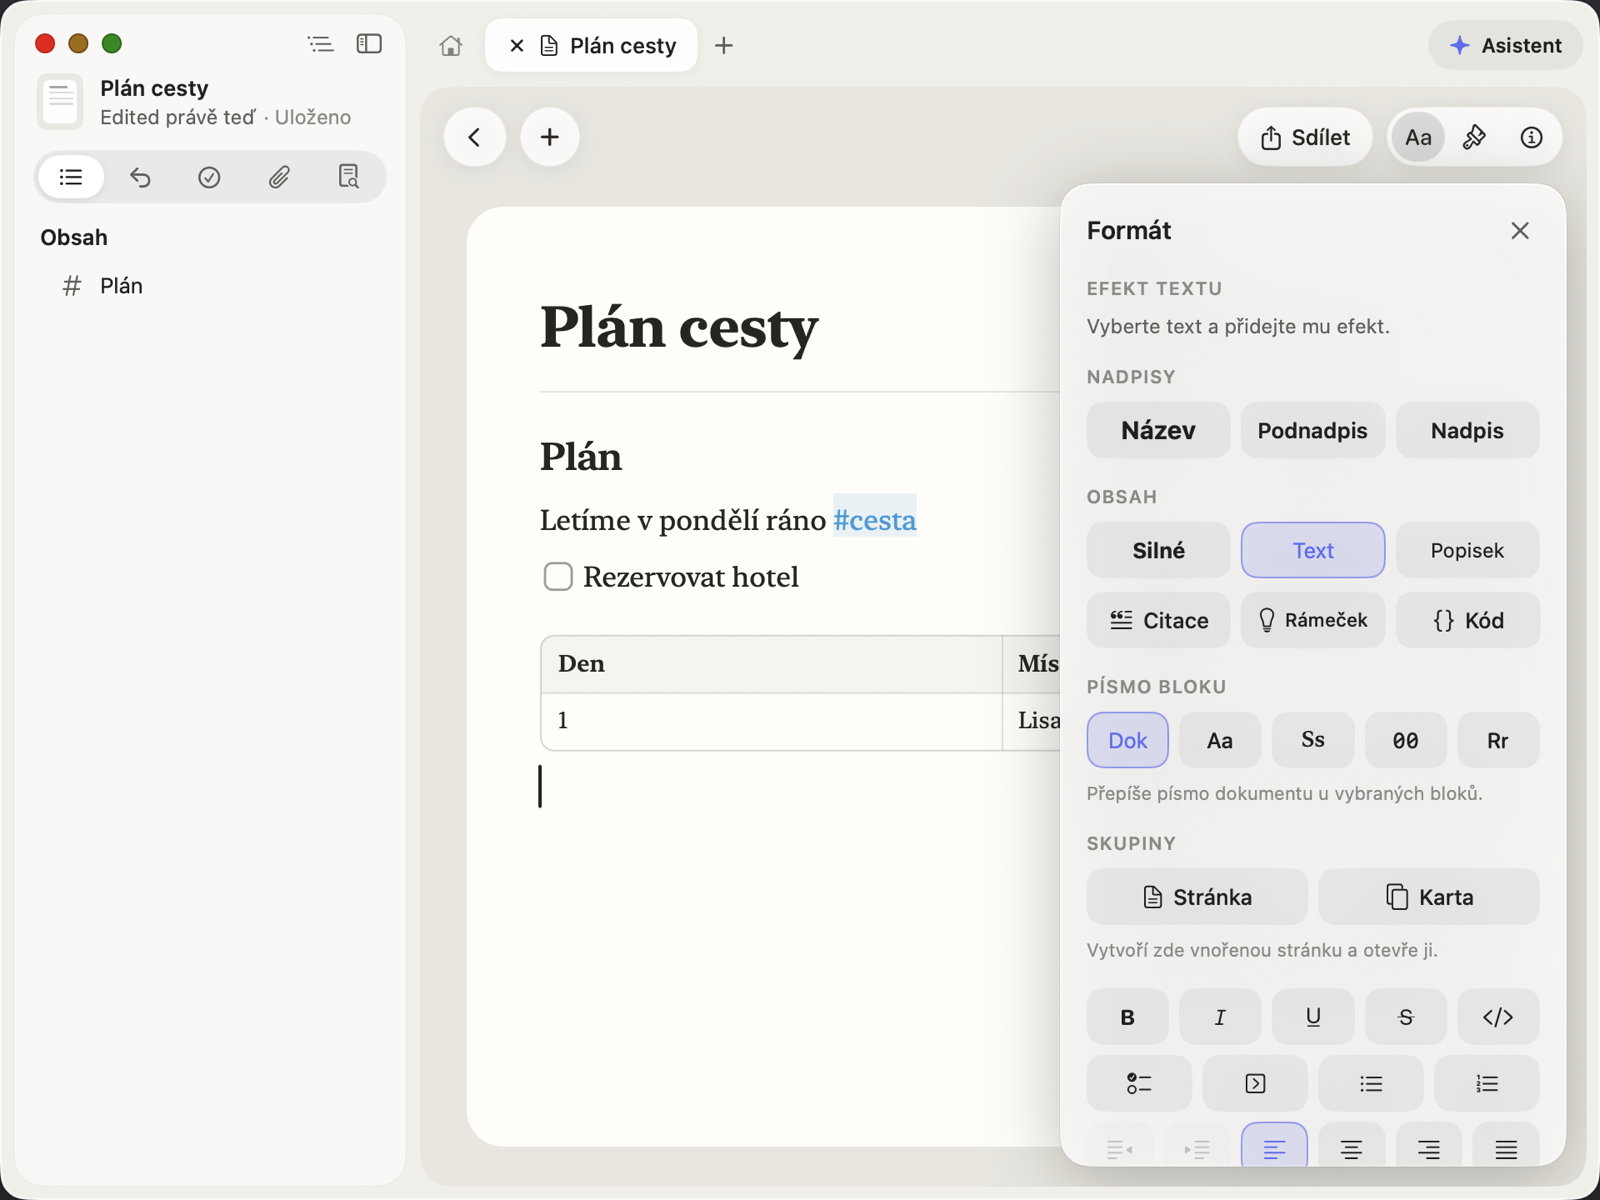 Plán cesty
Edited právě teď · Uloženo
Obsah
# Plán
Plán cesty
Asistent
Sdílet
Aa
Plán cesty
Plán
Letíme v pondělí ráno #cesta
Rezervovat hotel
Den Mís
1 Lisa
Formát
EFEKT TEXTU
Vyberte text a přidejte mu efekt.
NADPISY
Název Podnadpis Nadpis
OBSAH
Silné Text Popisek
Citace Rámeček {} Kód
PÍSMO BLOKU
Dok Aa Ss 00 Rr
Přepíše písmo dokumentu u vybraných bloků.
SKUPINY
Stránka Karta
Vytvoří zde vnořenou stránku a otevře ji.
B I U S </>